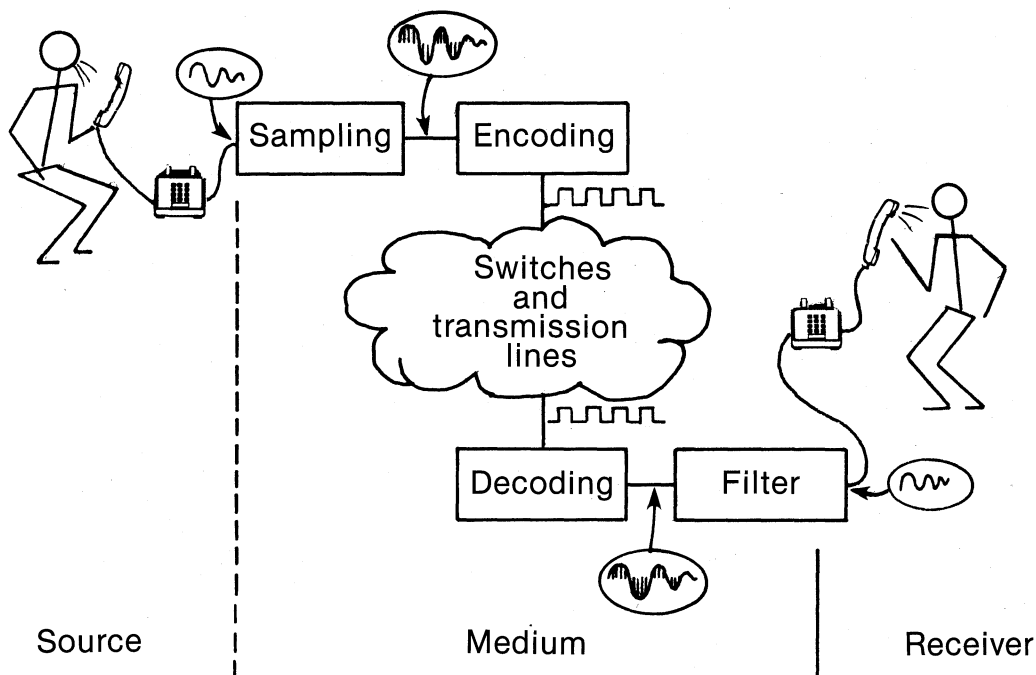 Sampling
Encoding
Switches
and
transmission
lines
Decoding
Filter
Source
Medium
Receiver